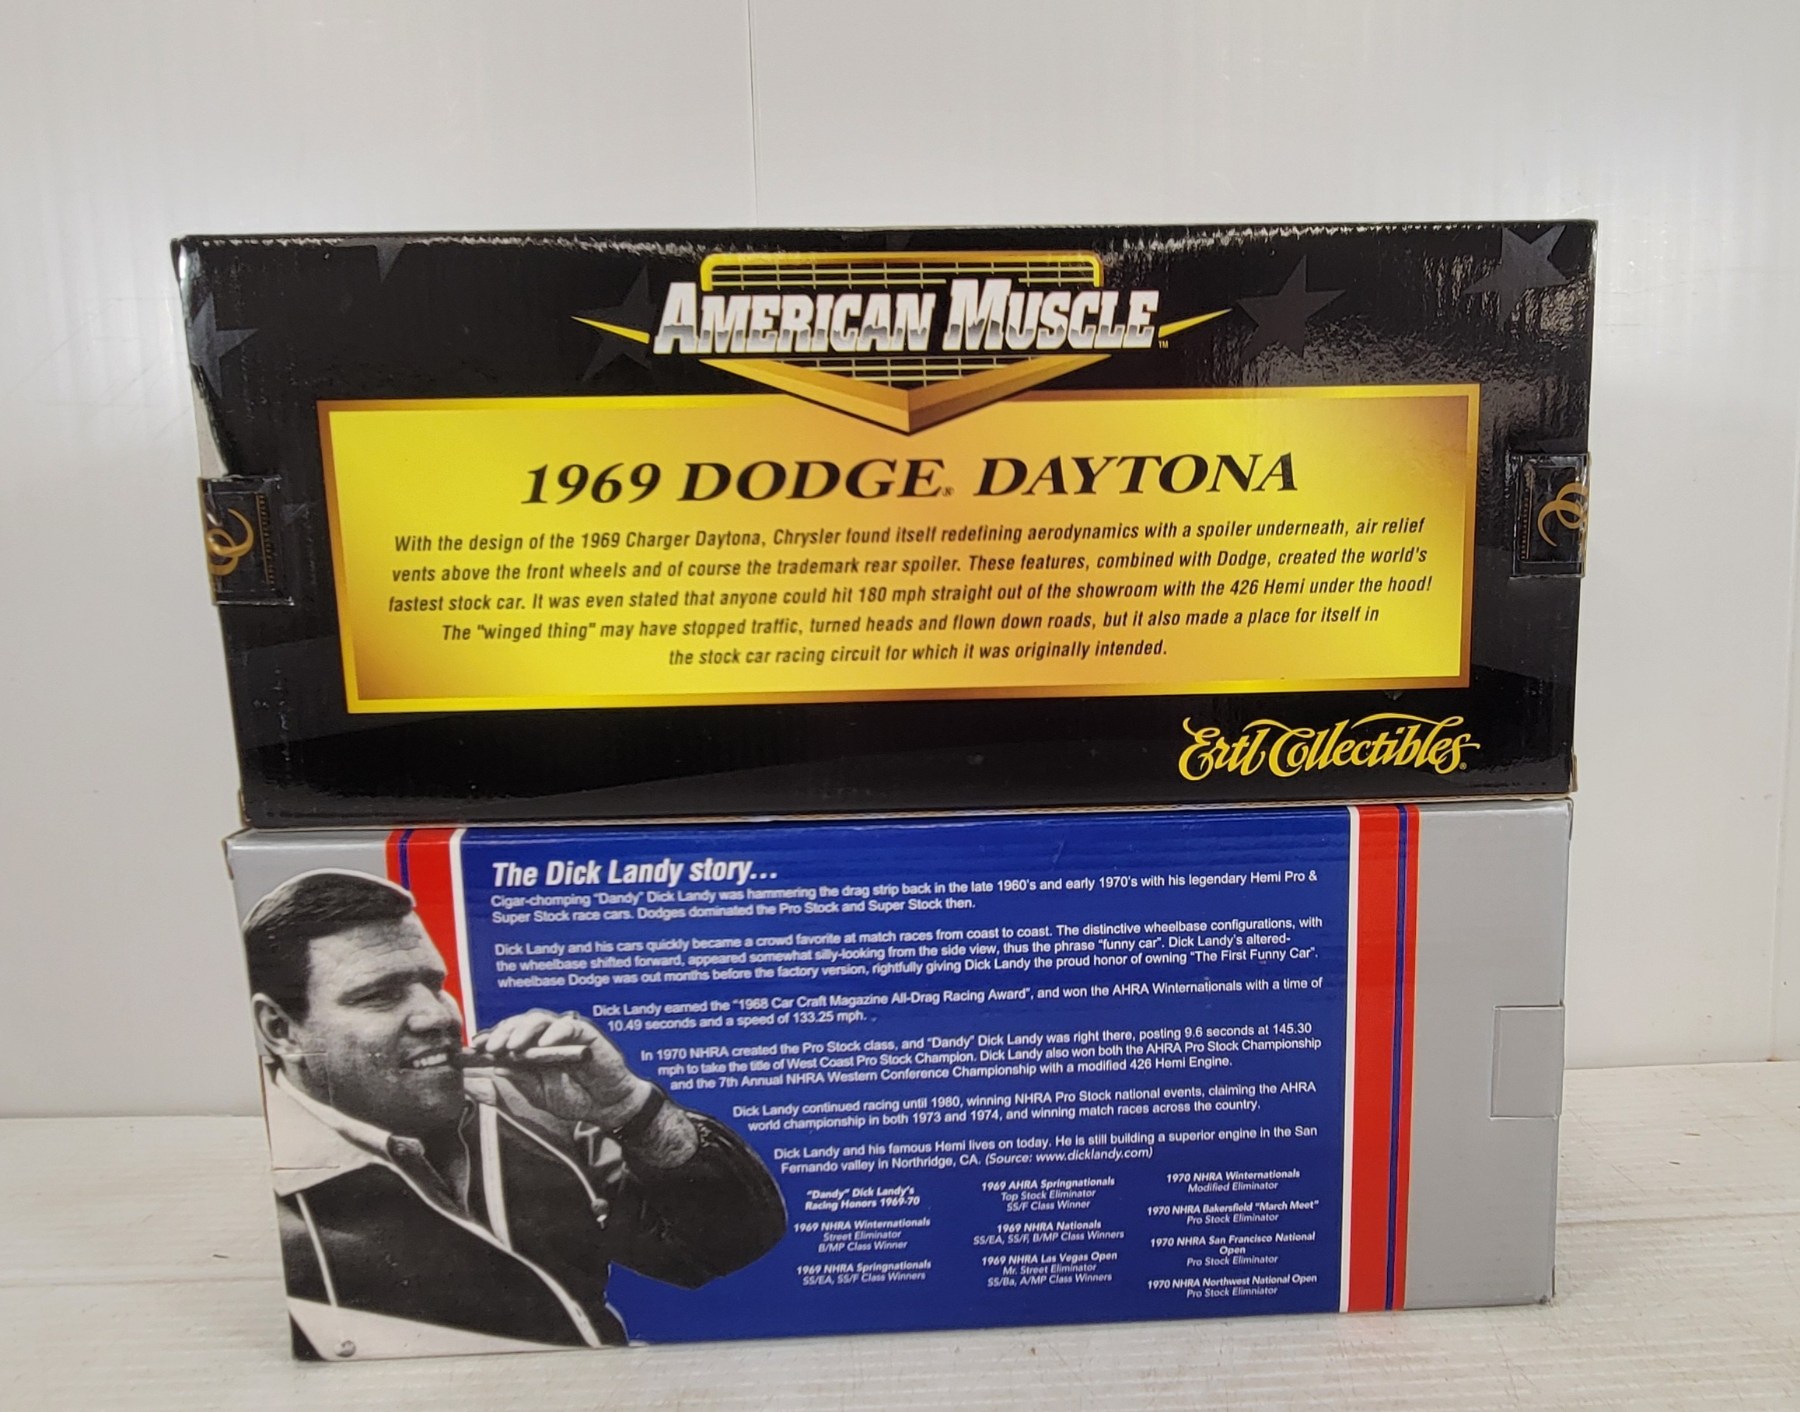 AMERICAN MUSCLE™
1969 DODGE® DAYTONA
With the design of the 1969 Charger Daytona, Chrysler found itself redefining aerodynamics with a spoiler underneath, air relief
vents above the front wheels and of course the trademark rear spoiler. These features, combined with Dodge, created the world's
fastest stock car. It was even stated that anyone could hit 180 mph straight out of the showroom with the 426 Hemi under the hood!
The "winged thing" may have stopped traffic, turned heads and flown down roads, but it also made a place for itself in
the stock car racing circuit for which it was originally intended.
Ertl Collectibles®
The Dick Landy story...
Cigar-chomping "Dandy" Dick Landy was hammering the drag strip back in the late 1960's and early 1970's with his legendary Hemi Pro &
Super Stock race cars. Dodges dominated the Pro Stock and Super Stock then.
Dick Landy and his cars quickly became a crowd favorite at match races from coast to coast. The distinctive wheelbase configurations, with
the wheelbase shifted forward, appeared somewhat silly-looking from the side view, thus the phrase "funny car". Dick Landy's altered-
wheelbase Dodge was out months before the factory version, rightfully giving Dick Landy the proud honor of owning "The First Funny Car".
Dick Landy earned the "1968 Car Craft Magazine All-Drag Racing Award", and won the AHRA Winternationals with a time of
10.49 seconds and a speed of 133.25 mph.
In 1970 NHRA created the Pro Stock class, and "Dandy" Dick Landy was right there, posting 9.6 seconds at 145.30
mph to take the title of West Coast Pro Stock Champion. Dick Landy also won both the AHRA Pro Stock Championship
and the 7th Annual NHRA Western Conference Championship with a modified 426 Hemi Engine.
Dick Landy continued racing until 1980, winning NHRA Pro Stock national events, claiming the AHRA
world championship in both 1973 and 1974, and winning match races across the country.
Dick Landy and his famous Hemi lives on today. He is still building a superior engine in the San
Fernando valley in Northridge, CA. (Source: www.dicklandy.com)
"Dandy" Dick Landy's
Racing Honors 1969-70
1969 NHRA Winternationals
Street Eliminator
B/MP Class Winner
1969 NHRA Springnationals
SS/EA, SS/F Class Winners
1969 AHRA Springnationals
Top Stock Eliminator
SS/F Class Winner
1969 NHRA Nationals
SS/EA, SS/F, B/MP Class Winners
1969 NHRA Las Vegas Open
Mr. Street Eliminator
SS/Ba, A/MP Class Winners
1970 NHRA Winternationals
Modified Eliminator
1970 NHRA Bakersfield "March Meet"
Pro Stock Eliminator
1970 NHRA San Francisco National
Open
Pro Stock Eliminator
1970 NHRA Northwest National Open
Pro Stock Elimniator